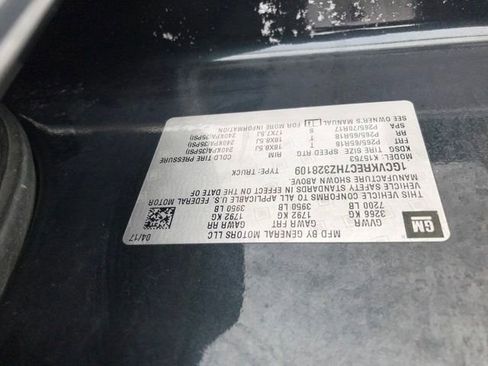 GM
MFD BY GENERAL MOTORS LLC 04/17
GVWR GAWR FRT GAWR RR
3266 KG 1792 KG 1792 KG
7200 LB 3950 LB 3950 LB
THIS VEHICLE CONFORMS TO ALL APPLICABLE U.S. FEDERAL MOTOR
VEHICLE SAFETY STANDARDS IN EFFECT ON THE DATE OF
MANUFACTURE SHOWN ABOVE.
1GCVKREC7HZ328109 TYPE: TRUCK
MODEL: K15753
TIRE SIZE SPEED RTG RIM COLD TIRE PRESSURE
FRT P265/65R18 T 18X8.5J 240KPA(35PSI)
RR P265/65R18 T 18X8.5J 240KPA(35PSI)
SPA P265/70R17 S 17X7.5J 240KPA(35PSI)
SEE OWNER'S MANUAL FOR MORE INFORMATION